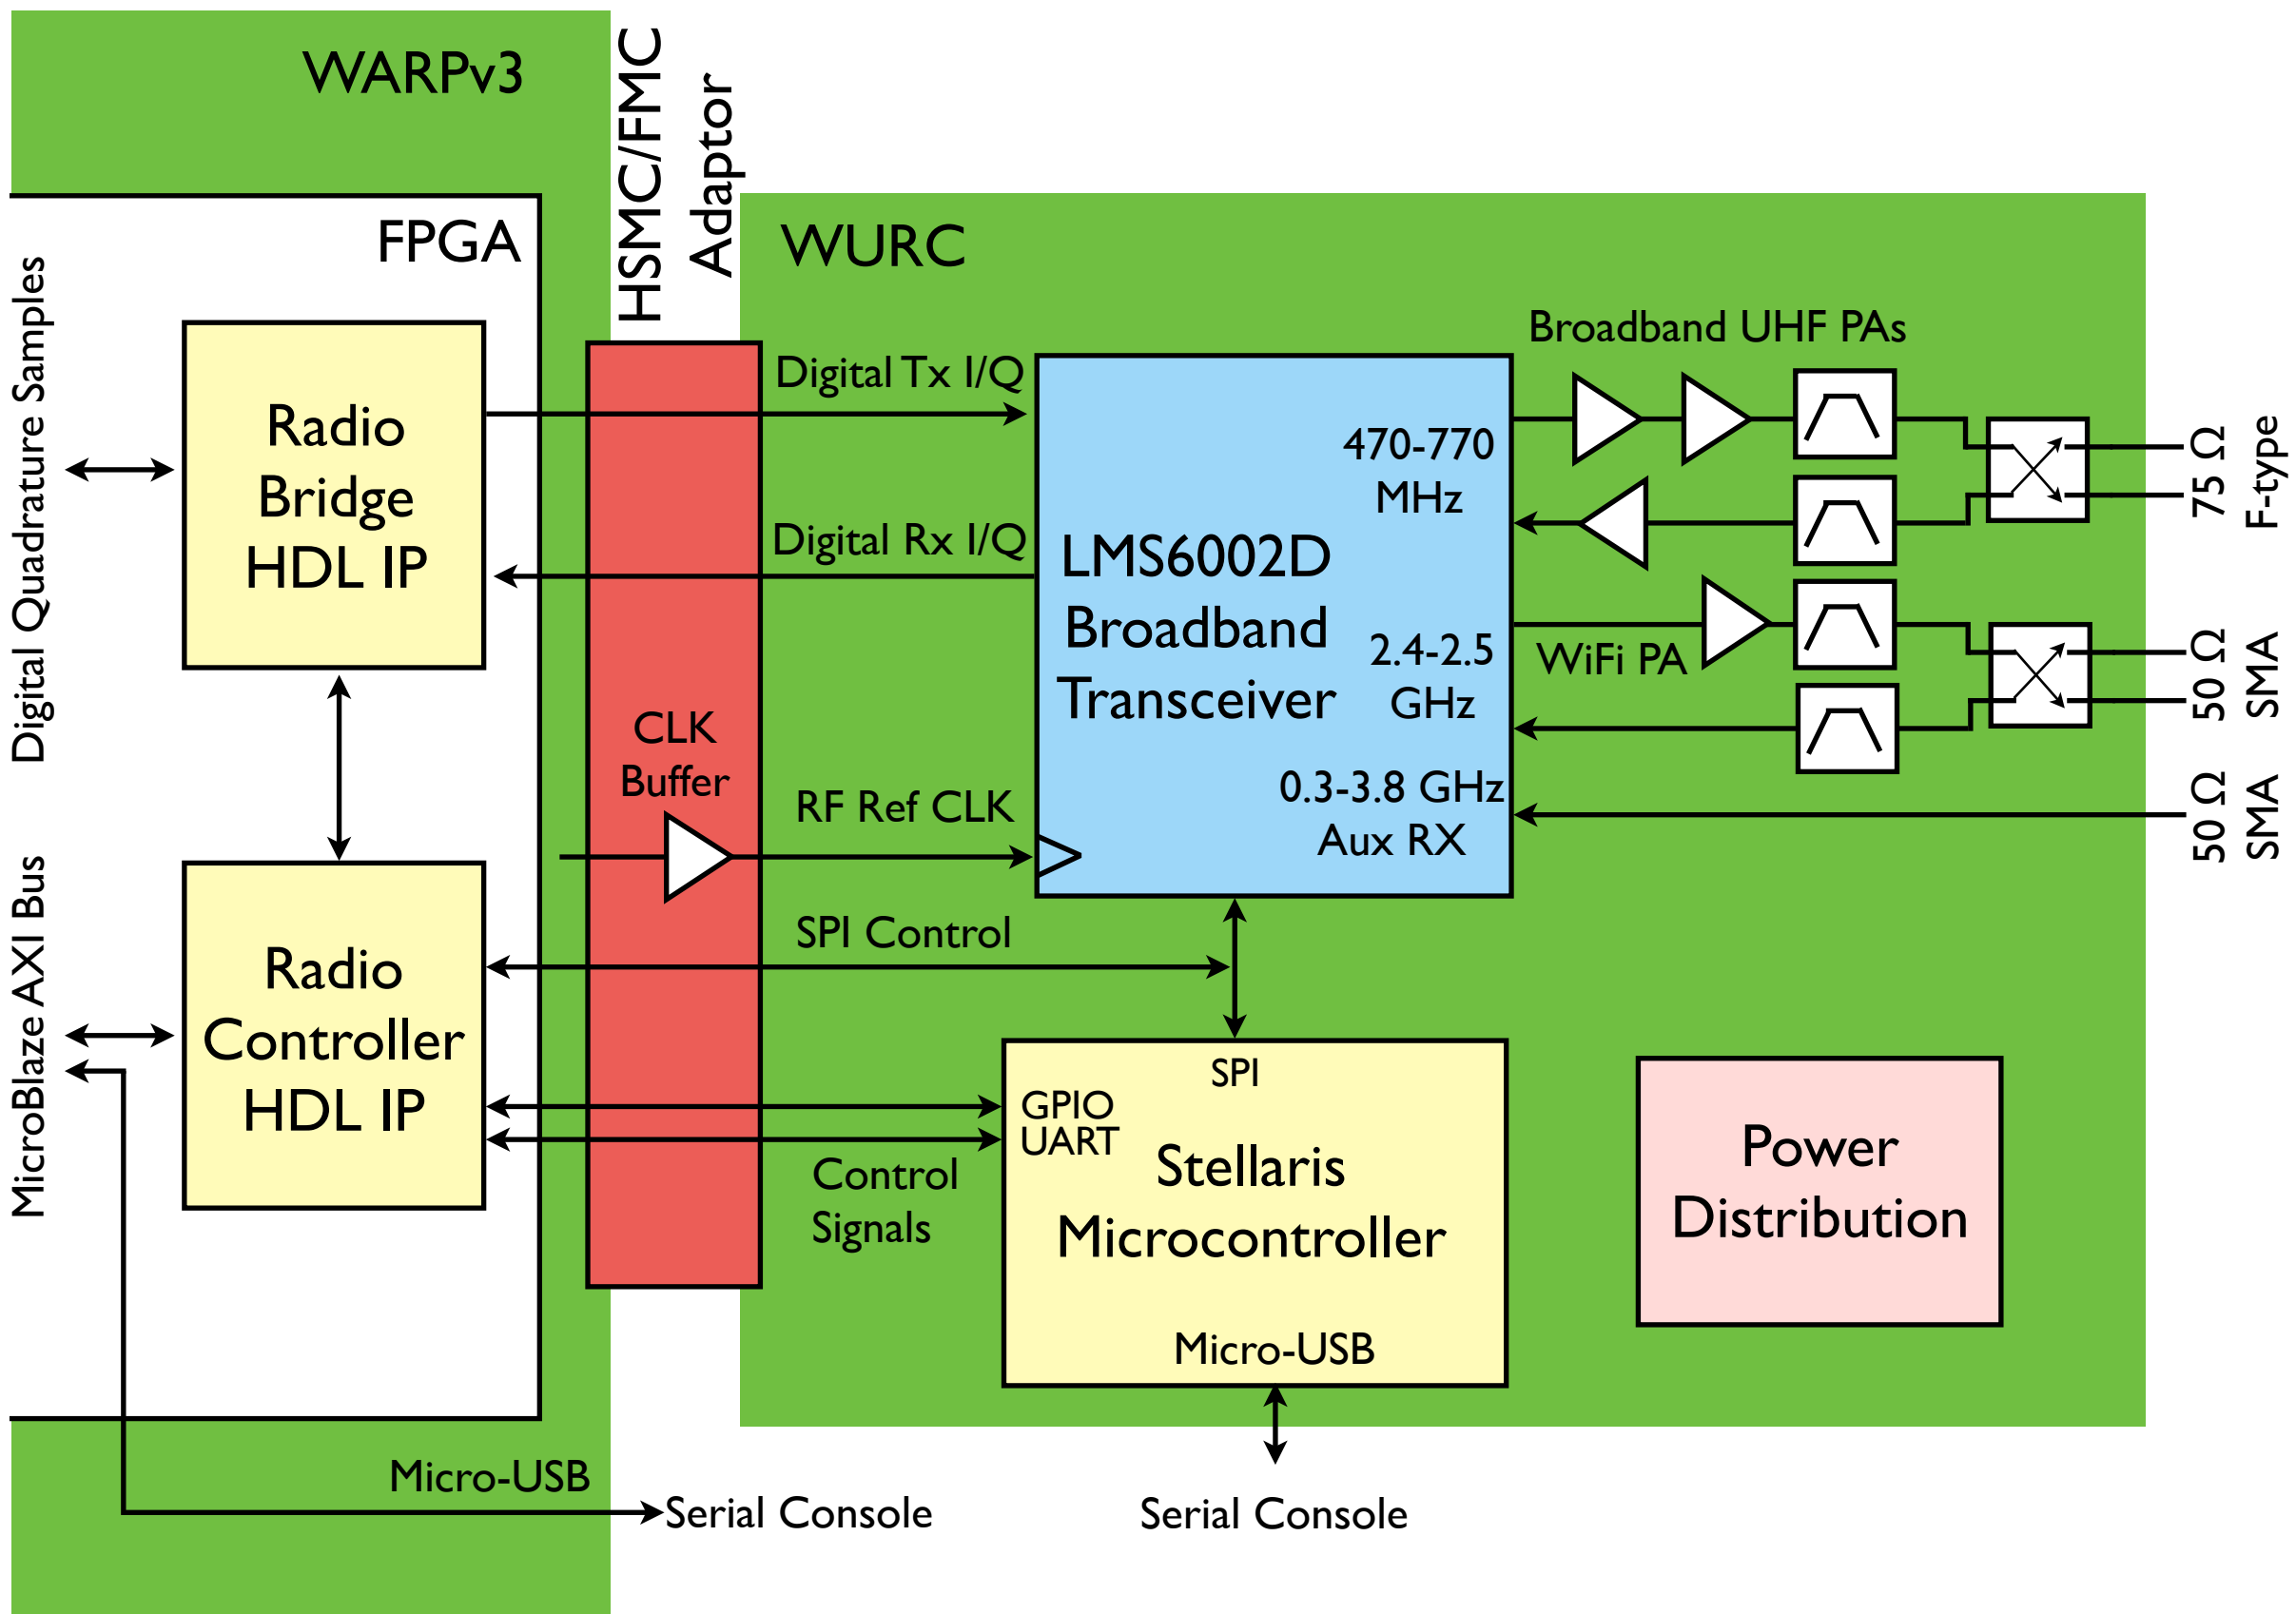 WARPv3
HSMC/FMC
Adaptor
FPGA
WURC
Digital Quadrature Samples
Radio
Bridge
HDL IP
Digital Tx I/Q
Digital Rx I/Q
Broadband UHF PAs
470-770
MHz
LMS6002D
Broadband
Transceiver
2.4-2.5
GHz
WiFi PA
0.3-3.8 GHz
Aux RX
75 Ω
F-type
50 Ω
SMA
50 Ω
SMA
CLK
Buffer
RF Ref CLK
SPI Control
MicroBlaze AXI Bus
Radio
Controller
HDL IP
Control
Signals
SPI
GPIO
UART
Stellaris
Microcontroller
Micro-USB
Power
Distribution
Micro-USB
Serial Console
Serial Console